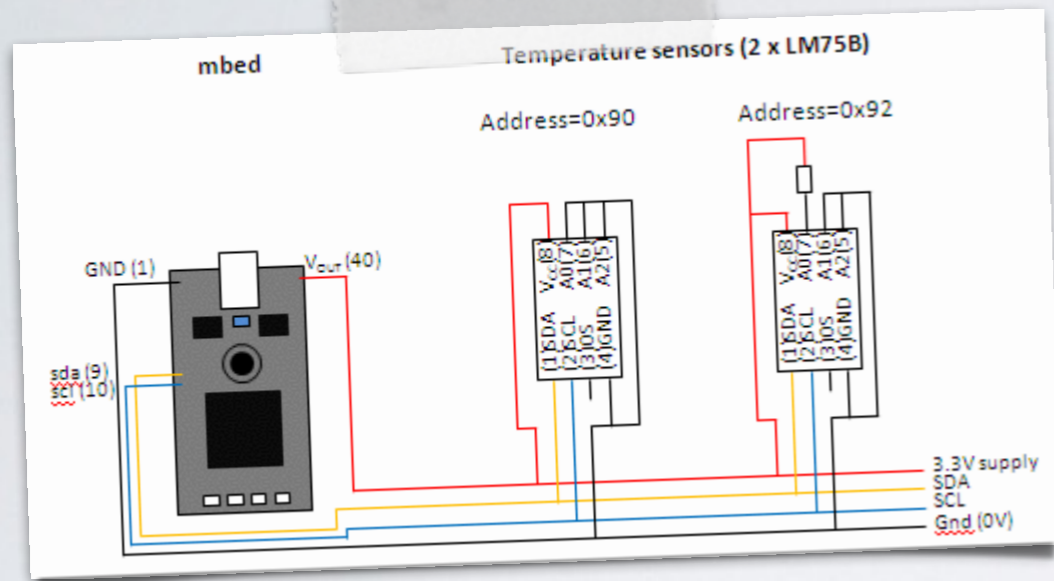 mbed
Temperature sensors (2 x LM75B)
Address=0x90
Address=0x92
GND (1)
VOUT (40)
sda (9)
scl (10)
VCC(8)
A0(7)
A1(6)
A2(5)
(1)SDA
(2)SCL
(3)OS
(4)GND
VCC(8)
A0(7)
A1(6)
A2(5)
(1)SDA
(2)SCL
(3)OS
(4)GND
3.3V supply
SDA
SCL
Gnd (0V)